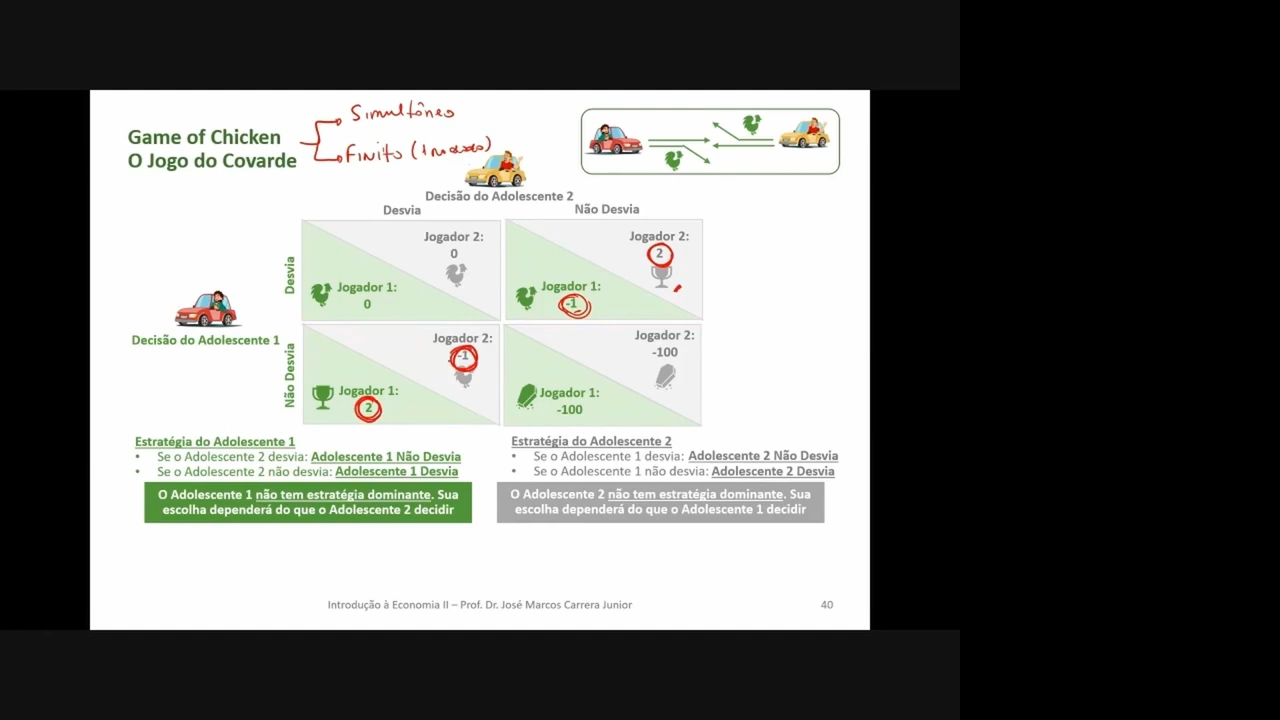 Game of Chicken
O Jogo do Covarde
Simultâneo
Finito (1 rodada)
Decisão do Adolescente 2
Desvia
Não Desvia
Desvia
Jogador 2:
0
Jogador 1:
0
Jogador 2:
2
Jogador 1:
-1
Decisão do Adolescente 1
Não Desvia
Jogador 2:
-1
Jogador 1:
2
Jogador 2:
-100
Jogador 1:
-100
Estratégia do Adolescente 1
• Se o Adolescente 2 desvia: Adolescente 1 Não Desvia
• Se o Adolescente 2 não desvia: Adolescente 1 Desvia
O Adolescente 1 não tem estratégia dominante. Sua
escolha dependerá do que o Adolescente 2 decidir
Estratégia do Adolescente 2
• Se o Adolescente 1 desvia: Adolescente 2 Não Desvia
• Se o Adolescente 1 não desvia: Adolescente 2 Desvia
O Adolescente 2 não tem estratégia dominante. Sua
escolha dependerá do que o Adolescente 1 decidir
Introdução à Economia II – Prof. Dr. José Marcos Carrera Junior
40